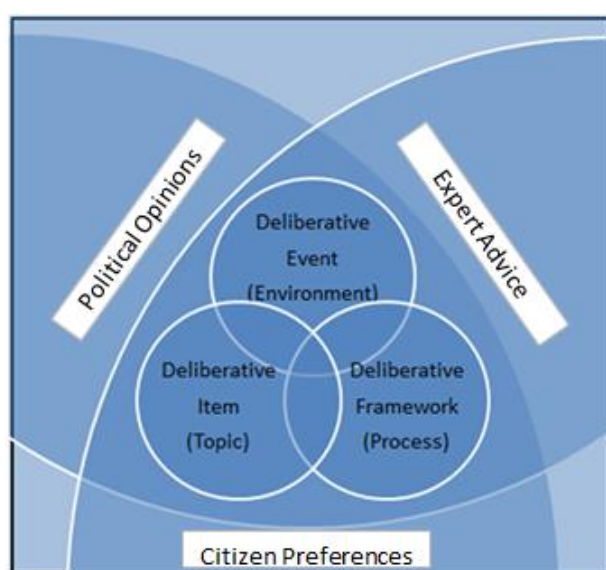 Political Opinions
Expert Advice
Deliberative
Event
(Environment)
Deliberative
Item
(Topic)
Deliberative
Framework
(Process)
Citizen Preferences